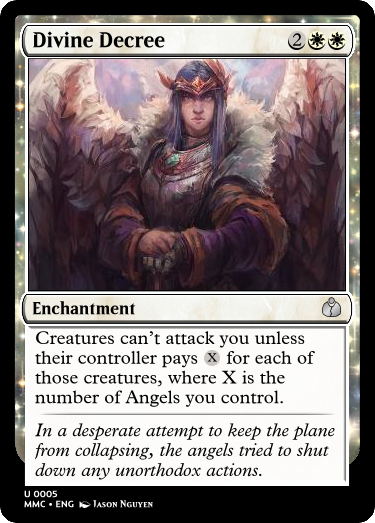 Divine Decree 2
Enchantment
Creatures can't attack you unless
their controller pays X for each of
those creatures, where X is the
number of Angels you control.
In a desperate attempt to keep the plane
from collapsing, the angels tried to shut
down any unorthodox actions.
U 0005
MMC • ENG Jason Nguyen